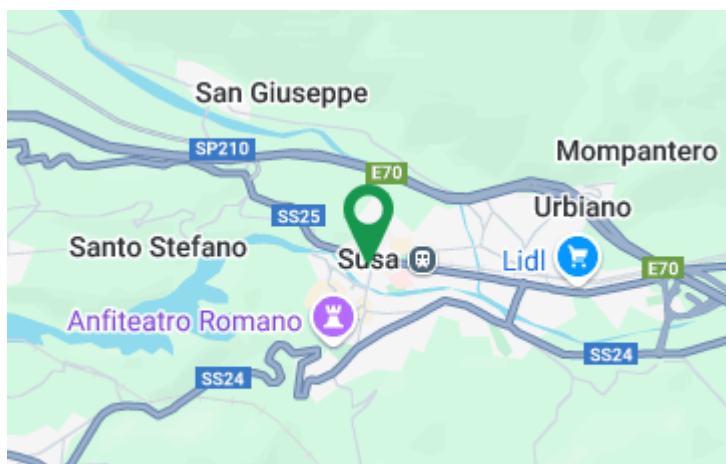 San Giuseppe
SP210
E70
Mompantero
SS25
Urbiano
Santo Stefano
Susa
Lidl
E70
Anfiteatro Romano
SS24
SS24